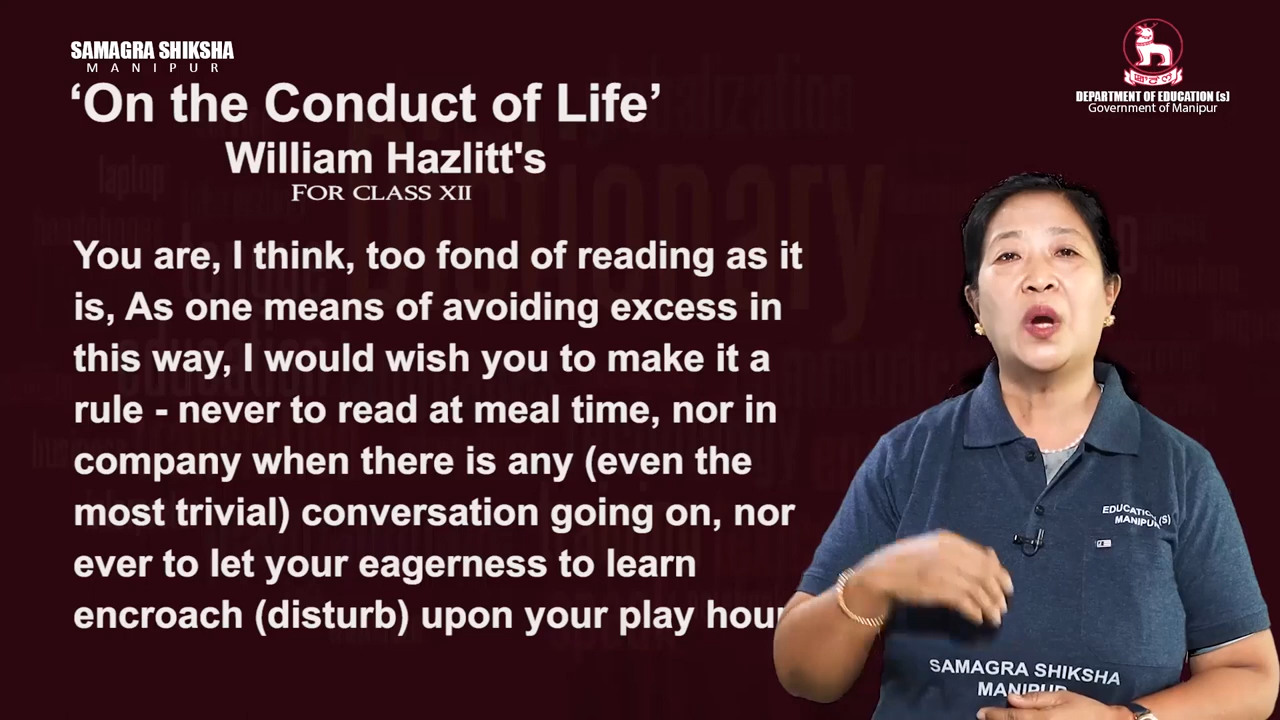 SAMAGRA SHIKSHA
MANIPUR
DEPARTMENT OF EDUCATION (s)
Government of Manipur
‘On the Conduct of Life’
William Hazlitt's
FOR CLASS XII
You are, I think, too fond of reading as it
is, As one means of avoiding excess in
this way, I would wish you to make it a
rule - never to read at meal time, nor in
company when there is any (even the
most trivial) conversation going on, nor
ever to let your eagerness to learn
encroach (disturb) upon your play
EDUCATION (S)
MANIPUR
SAMAGRA SHIKSHA
MANIPUR